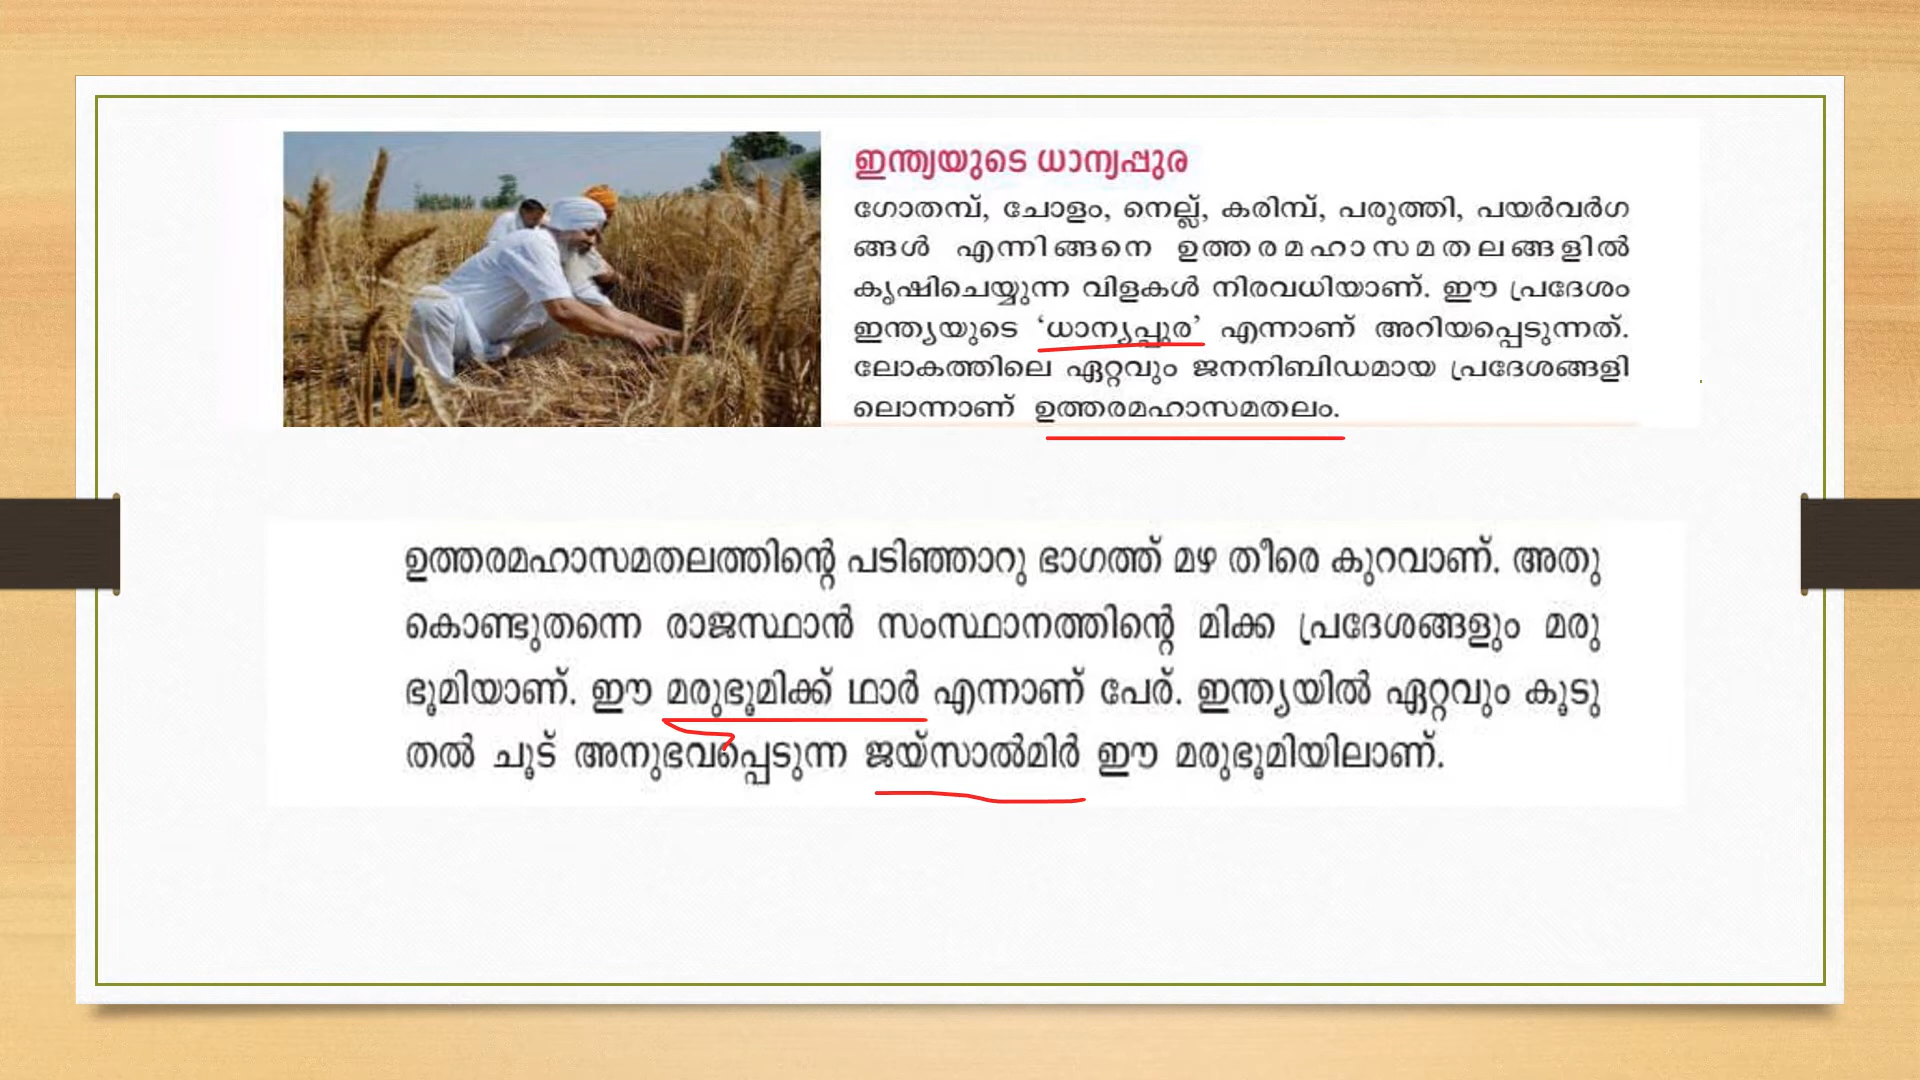 ഇന്ത്യയുടെ ധാന്യപ്പുര
ഗോതമ്പ്, ചോളം, നെല്ല്, കരിമ്പ്, പരുത്തി, പയർവർഗ
ങ്ങൾ എന്നിങ്ങനെ ഉത്തരമഹാസമതലങ്ങളിൽ
കൃഷിചെയ്യുന്ന വിളകൾ നിരവധിയാണ്. ഈ പ്രദേശം
ഇന്ത്യയുടെ ‘ധാന്യപ്പുര’ എന്നാണ് അറിയപ്പെടുന്നത്.
ലോകത്തിലെ ഏറ്റവും ജനനിബിഡമായ പ്രദേശങ്ങളി
ലൊന്നാണ് ഉത്തരമഹാസമതലം.
ഉത്തരമഹാസമതലത്തിന്റെ പടിഞ്ഞാറു ഭാഗത്ത് മഴ തീരെ കുറവാണ്. അതു
കൊണ്ടുതന്നെ രാജസ്ഥാൻ സംസ്ഥാനത്തിന്റെ മിക്ക പ്രദേശങ്ങളും മരു
ഭൂമിയാണ്. ഈ മരുഭൂമിക്ക് ഥാർ എന്നാണ് പേര്. ഇന്ത്യയിൽ ഏറ്റവും കൂടു
തൽ ചൂട് അനുഭവപ്പെടുന്ന ജയ്സാൽമിർ ഈ മരുഭൂമിയിലാണ്.